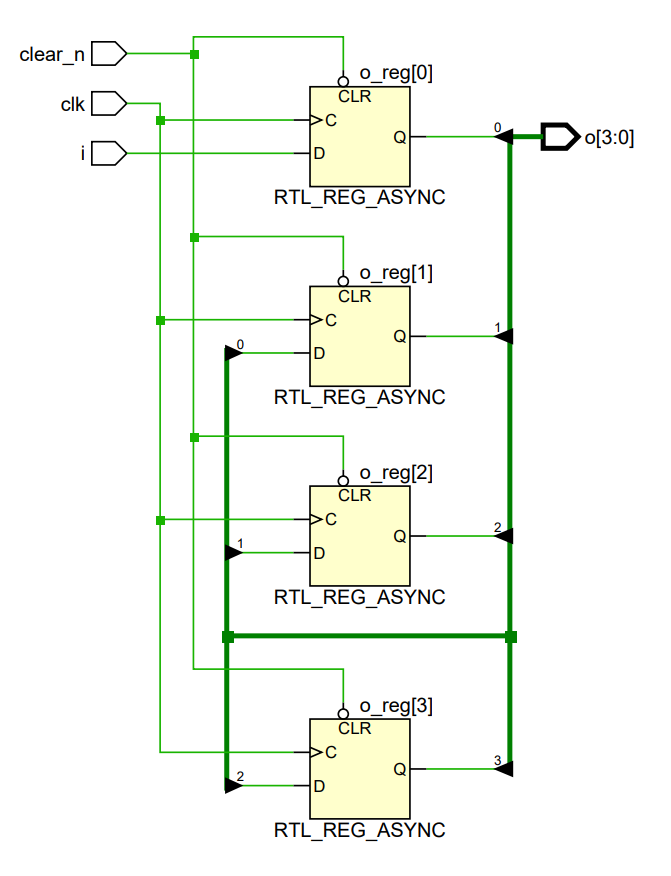 clear_n
clk
i
o_reg[0]
CLR
C
D
Q
RTL_REG_ASYNC
0
o[3:0]
o_reg[1]
CLR
C
D
Q
RTL_REG_ASYNC
0
1
o_reg[2]
CLR
C
D
Q
RTL_REG_ASYNC
1
2
o_reg[3]
CLR
C
D
Q
RTL_REG_ASYNC
2
3